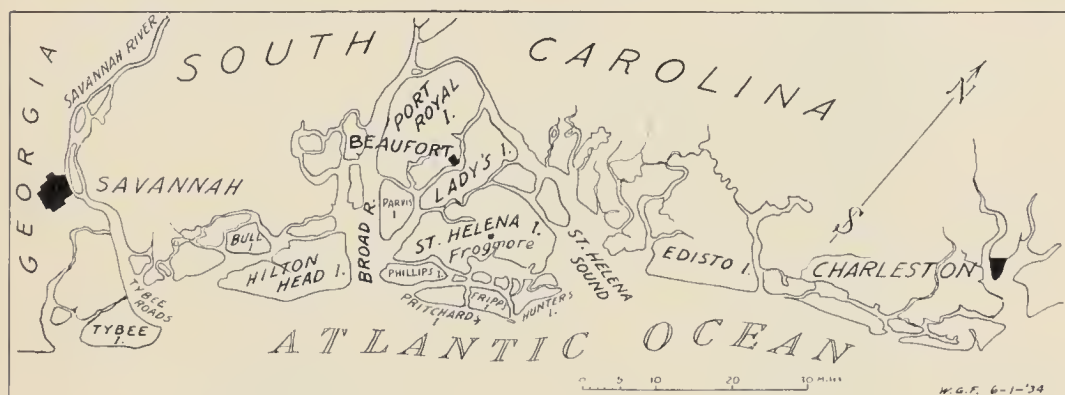 SOUTH CAROLINA
GEORGIA
SAVANNAH RIVER
N
S
PORT
ROYAL
I.
BEAUFORT
LADY'S I.
SAVANNAH
PARVIS
I
BROAD R.
BULL
HILTON
HEAD I.
ST. HELENA I.
Frogmore
ST. HELENA
SOUND
EDISTO I.
CHARLESTON
PHILLIPS I.
PRITCHARD
I
TRIPP
I
HUNTERS
I.
TYBEE
ROADS
TYBEE
I.
ATLANTIC OCEAN
0 5 10 20 30 Miles
W.G.F. 6-1-'34